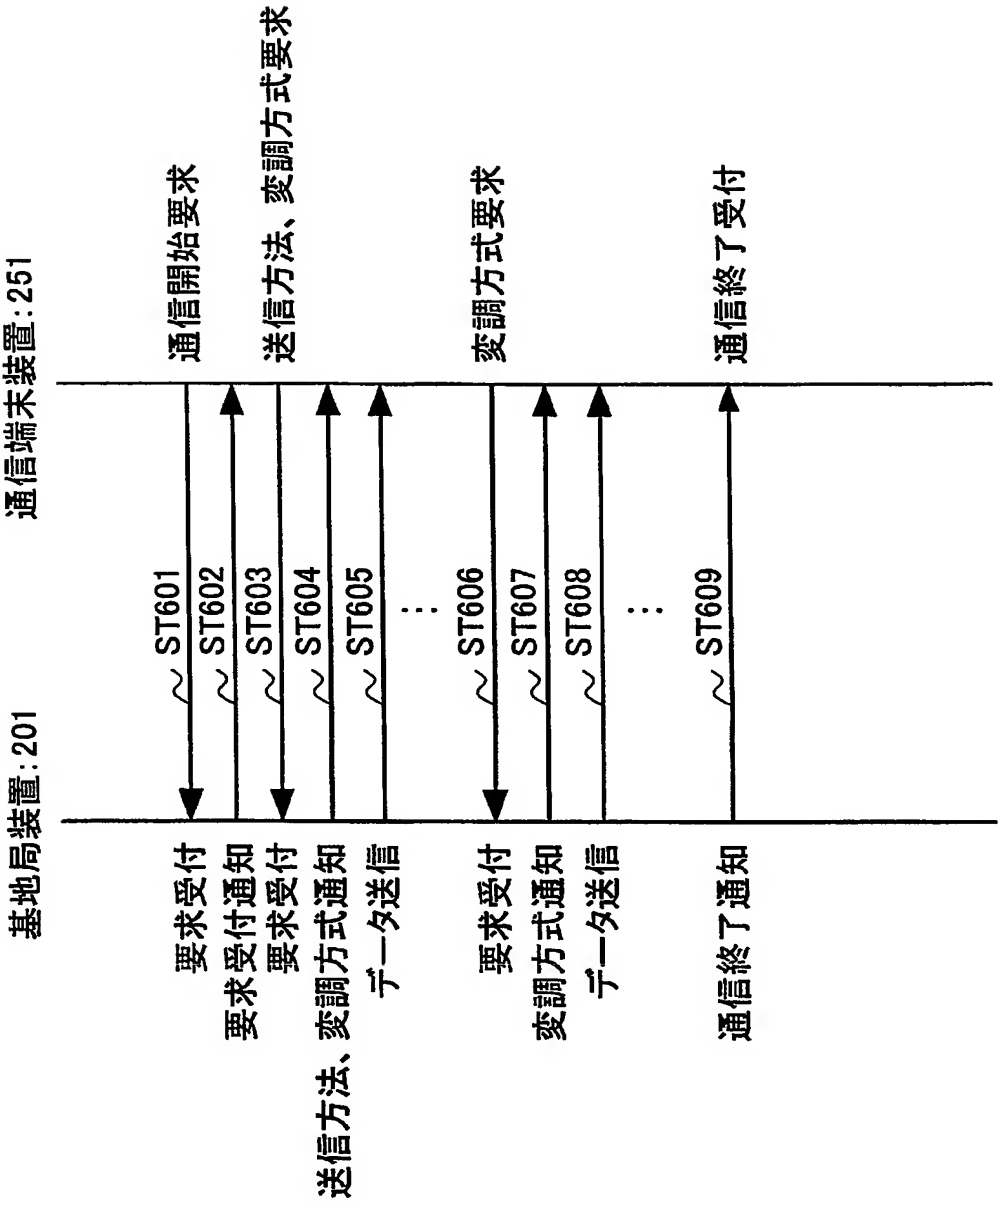 基地局装置:201
通信端末装置:251
要求受付
ST601
通信開始要求
要求受付通知
ST602
要求受付
ST603
送信方法、変調方式要求
送信方法、変調方式通知
ST604
データ送信
ST605
...
要求受付
ST606
変調方式要求
変調方式通知
ST607
データ送信
ST608
...
通信終了通知
ST609
通信終了受付